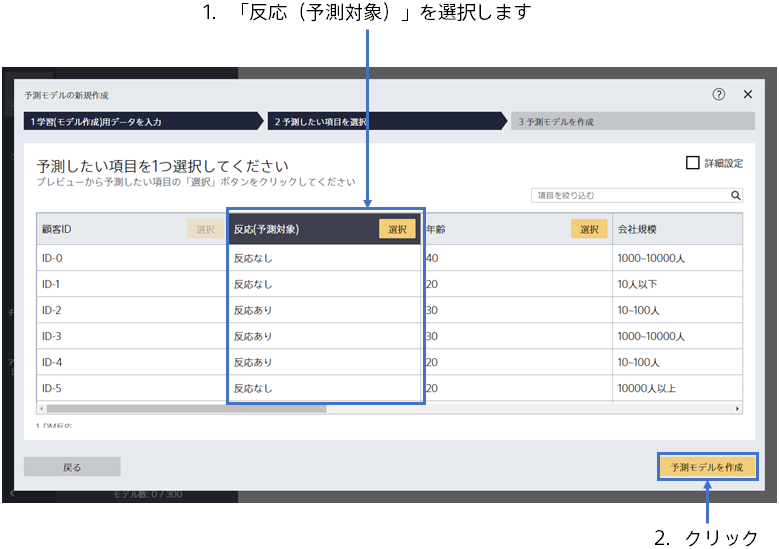 1. 「反応（予測対象）」を選択します
予測モデルの新規作成
1 学習(モデル作成)用データを入力 2 予測したい項目を選択 3 予測モデルを作成
予測したい項目を1つ選択してください 詳細設定
プレビューから予測したい項目の「選択」ボタンをクリックしてください
項目を絞り込む
顧客ID 選択 反応(予測対象) 選択 年齢 選択 会社規模
ID-0 反応なし 40 1000~10000人
ID-1 反応なし 20 10人以下
ID-2 反応あり 30 10~100人
ID-3 反応あり 30 1000~10000人
ID-4 反応あり 20 10~100人
ID-5 反応なし 20 10000人以上
戻る 予測モデルを作成
モデル数: 0 / 300
2. クリック